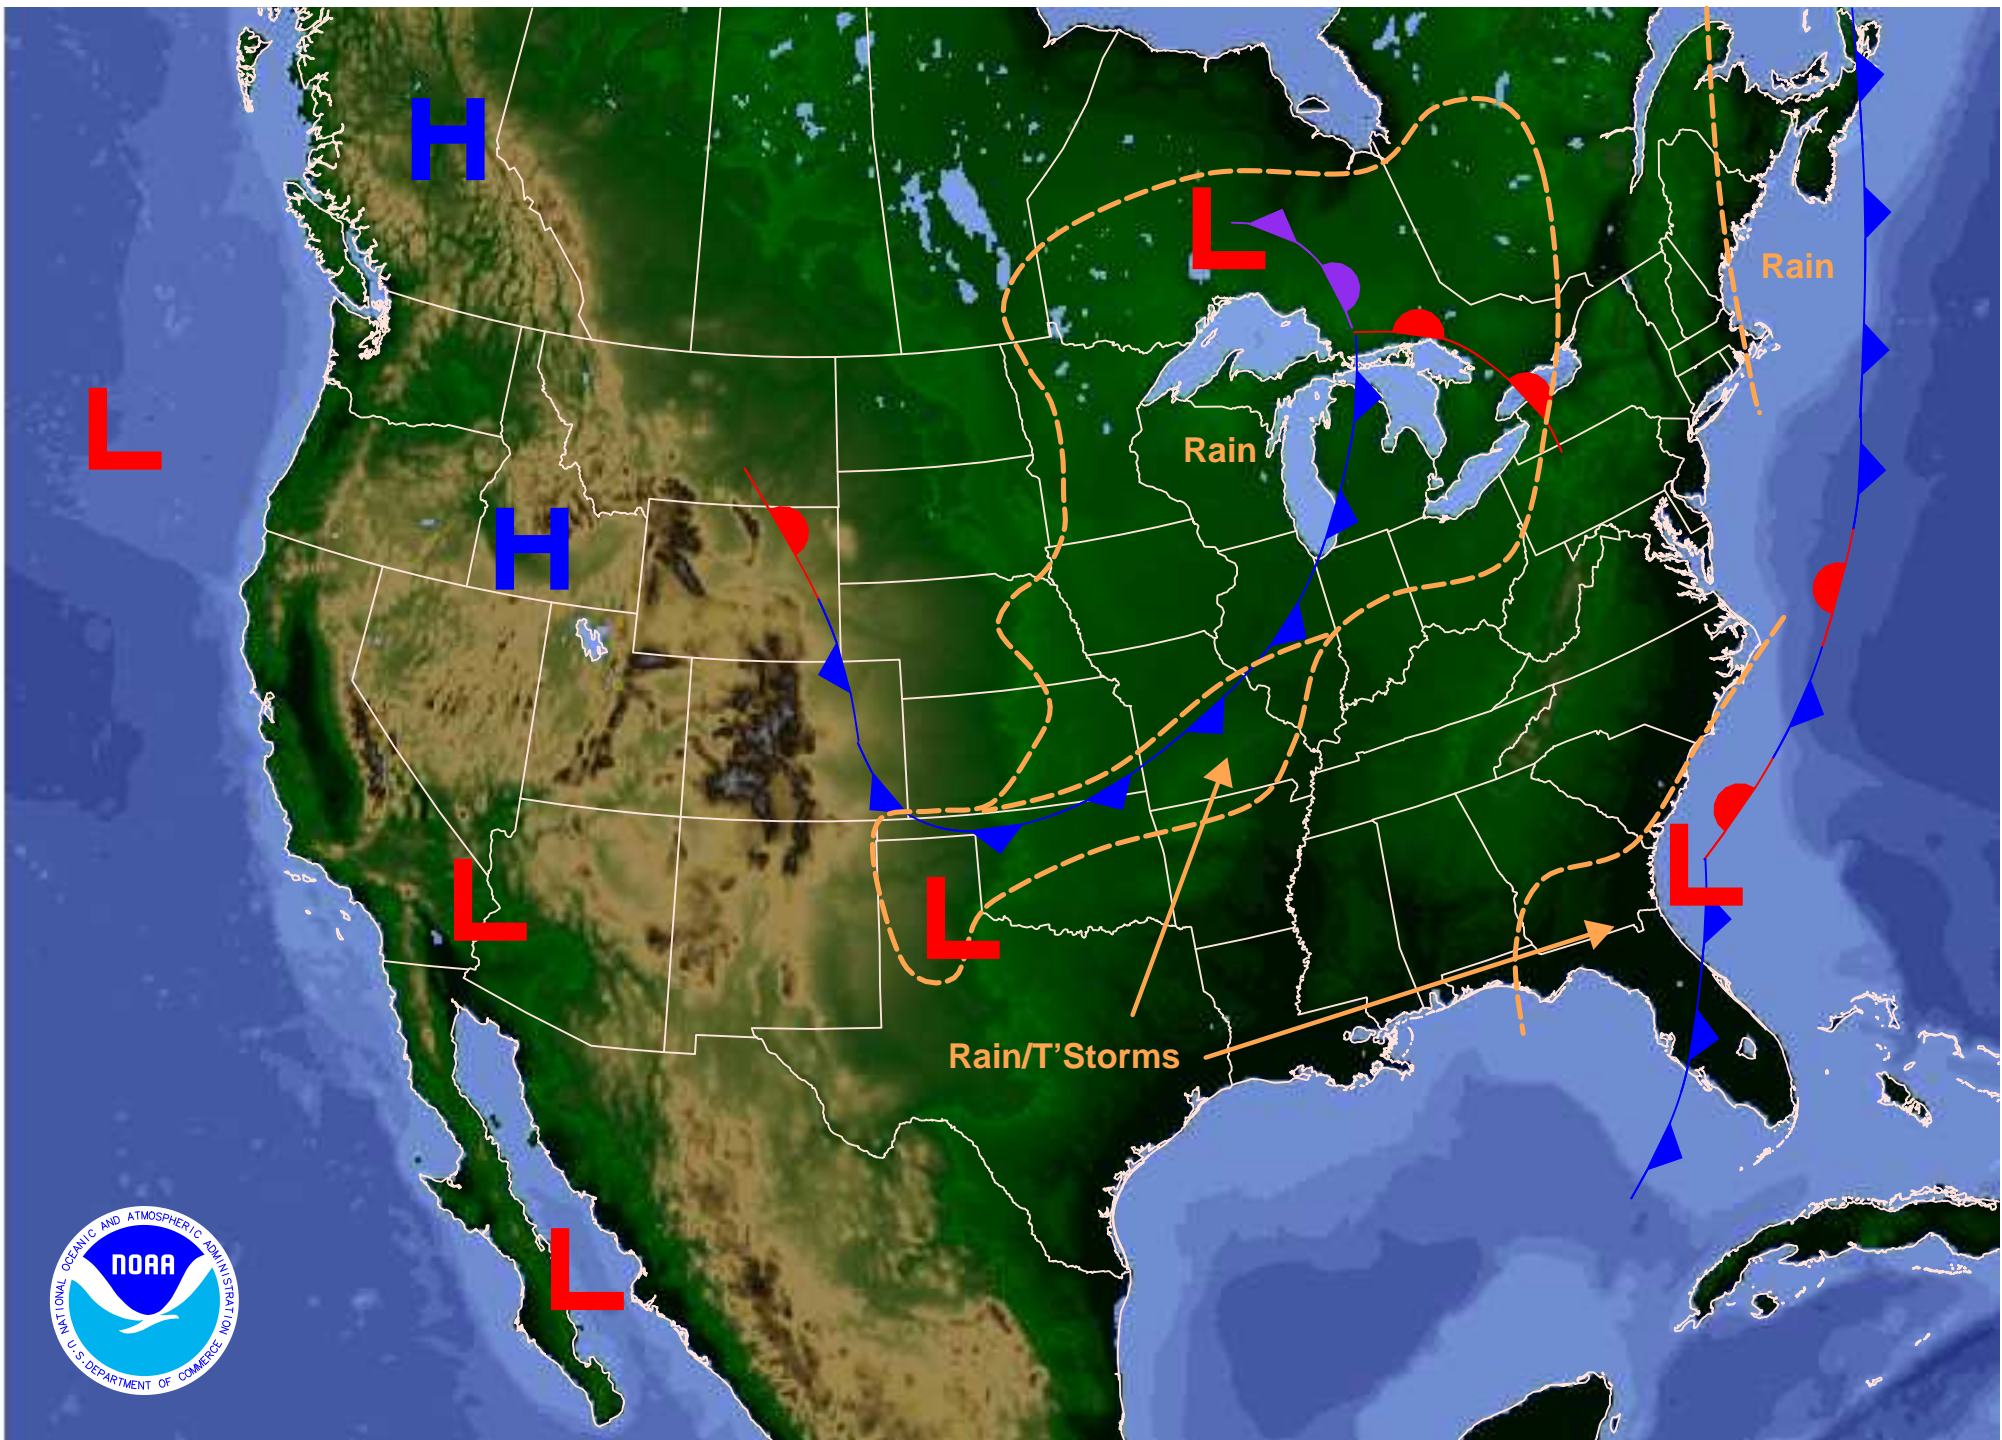 H
L
Rain
L
Rain
H
L
L
L
Rain/T'Storms
L
NOAA
NATIONAL OCEANIC AND ATMOSPHERIC ADMINISTRATION
U.S. DEPARTMENT OF COMMERCE